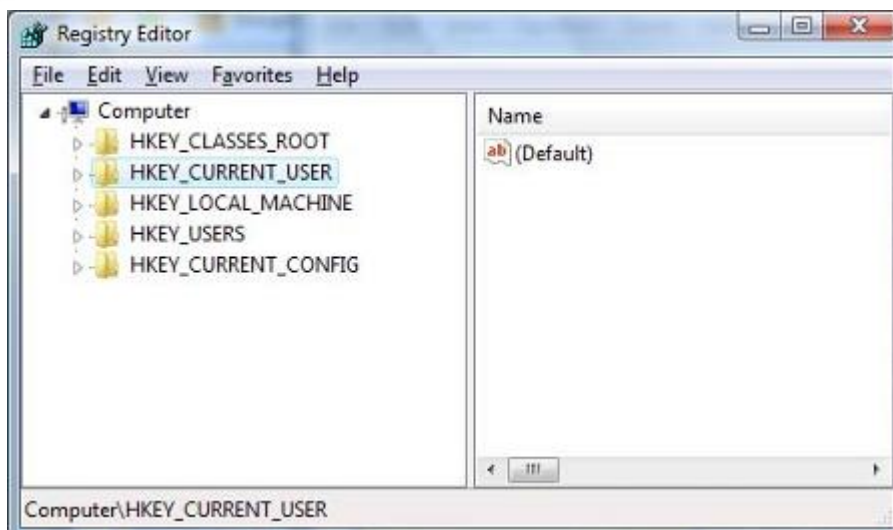 Registry Editor
File Edit View Favorites Help
Computer
HKEY_CLASSES_ROOT
HKEY_CURRENT_USER
HKEY_LOCAL_MACHINE
HKEY_USERS
HKEY_CURRENT_CONFIG
Name
ab (Default)
Computer\HKEY_CURRENT_USER